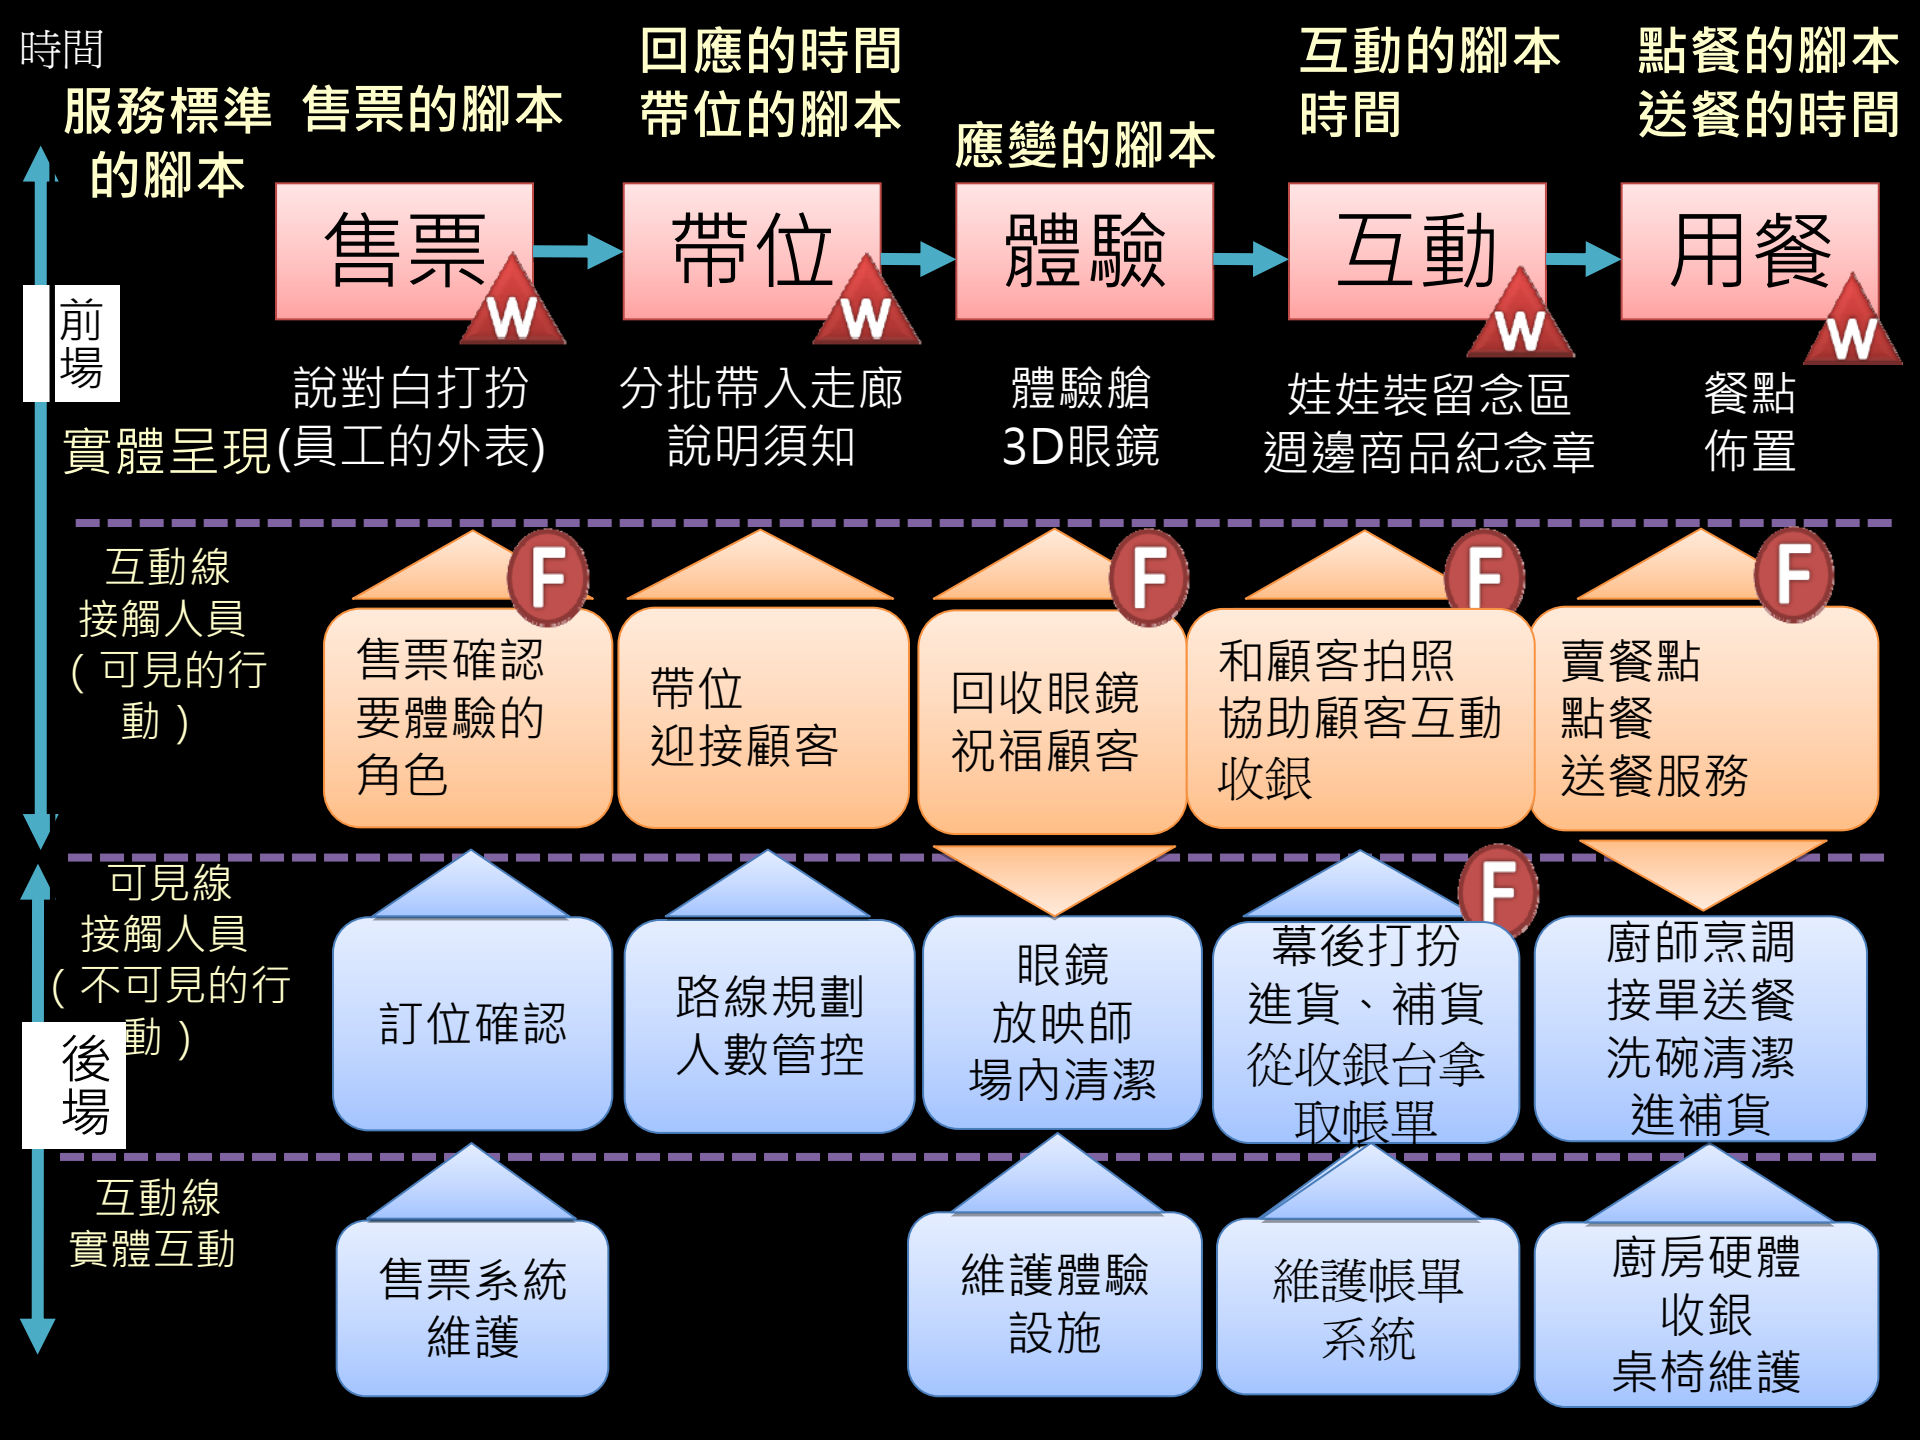 時間
服務標準
的腳本
售票的腳本
回應的時間
帶位的腳本
應變的腳本
互動的腳本
時間
點餐的腳本
送餐的時間
售票
W
帶位
W
體驗
互動
W
用餐
W
前
場
實體呈現
說對白打扮
(員工的外表)
分批帶入走廊
說明須知
體驗艙
3D眼鏡
娃娃裝留念區
週邊商品紀念章
餐點
佈置
互動線
接觸人員
( 可見的行
動 )
F
售票確認
要體驗的
角色
帶位
迎接顧客
F
回收眼鏡
祝福顧客
F
和顧客拍照
協助顧客互動
收銀
F
賣餐點
點餐
送餐服務
可見線
接觸人員
( 不可見的行
動 )
後
場
訂位確認
路線規劃
人數管控
眼鏡
放映師
場內清潔
F
幕後打扮
進貨、補貨
從收銀台拿
取帳單
廚師烹調
接單送餐
洗碗清潔
進補貨
互動線
實體互動
售票系統
維護
維護體驗
設施
維護帳單
系統
廚房硬體
收銀
桌椅維護